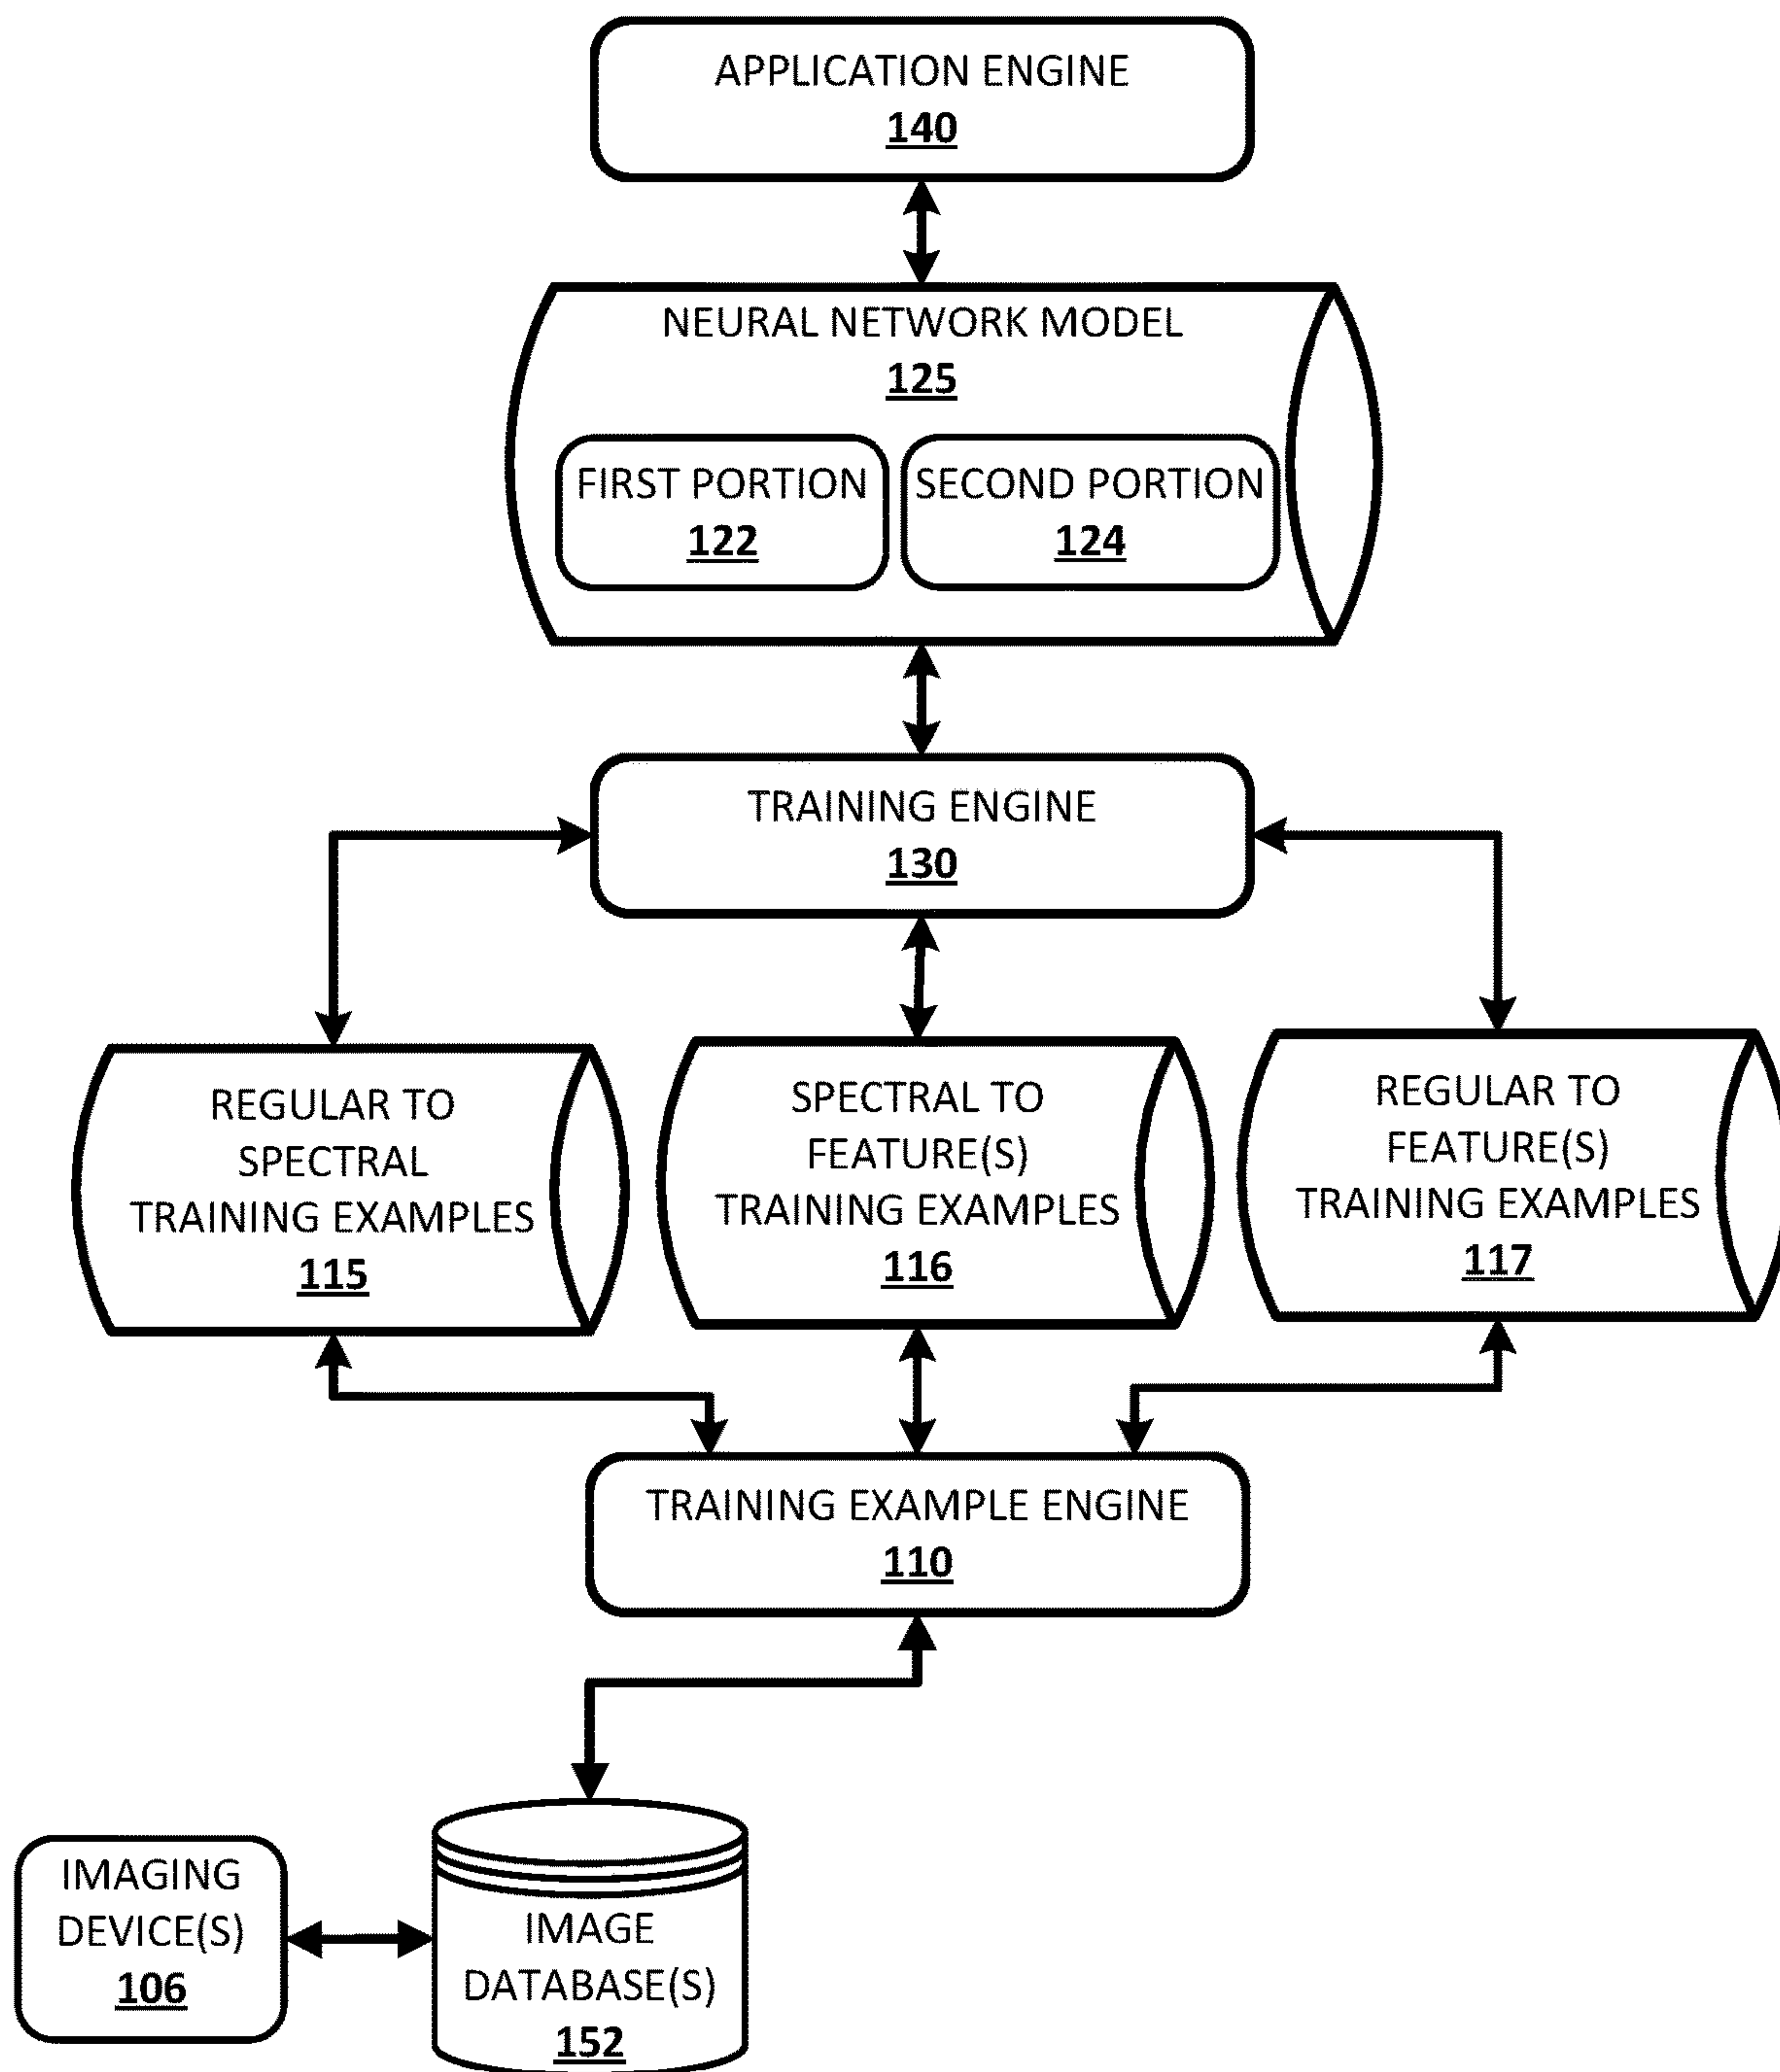 APPLICATION ENGINE
140
NEURAL NETWORK MODEL
125
FIRST PORTION
122
SECOND PORTION
124
TRAINING ENGINE
130
REGULAR TO
SPECTRAL
TRAINING EXAMPLES
115
SPECTRAL TO
FEATURE(S)
TRAINING EXAMPLES
116
REGULAR TO
FEATURE(S)
TRAINING EXAMPLES
117
TRAINING EXAMPLE ENGINE
110
IMAGING
DEVICE(S)
106
IMAGE
DATABASE(S)
152